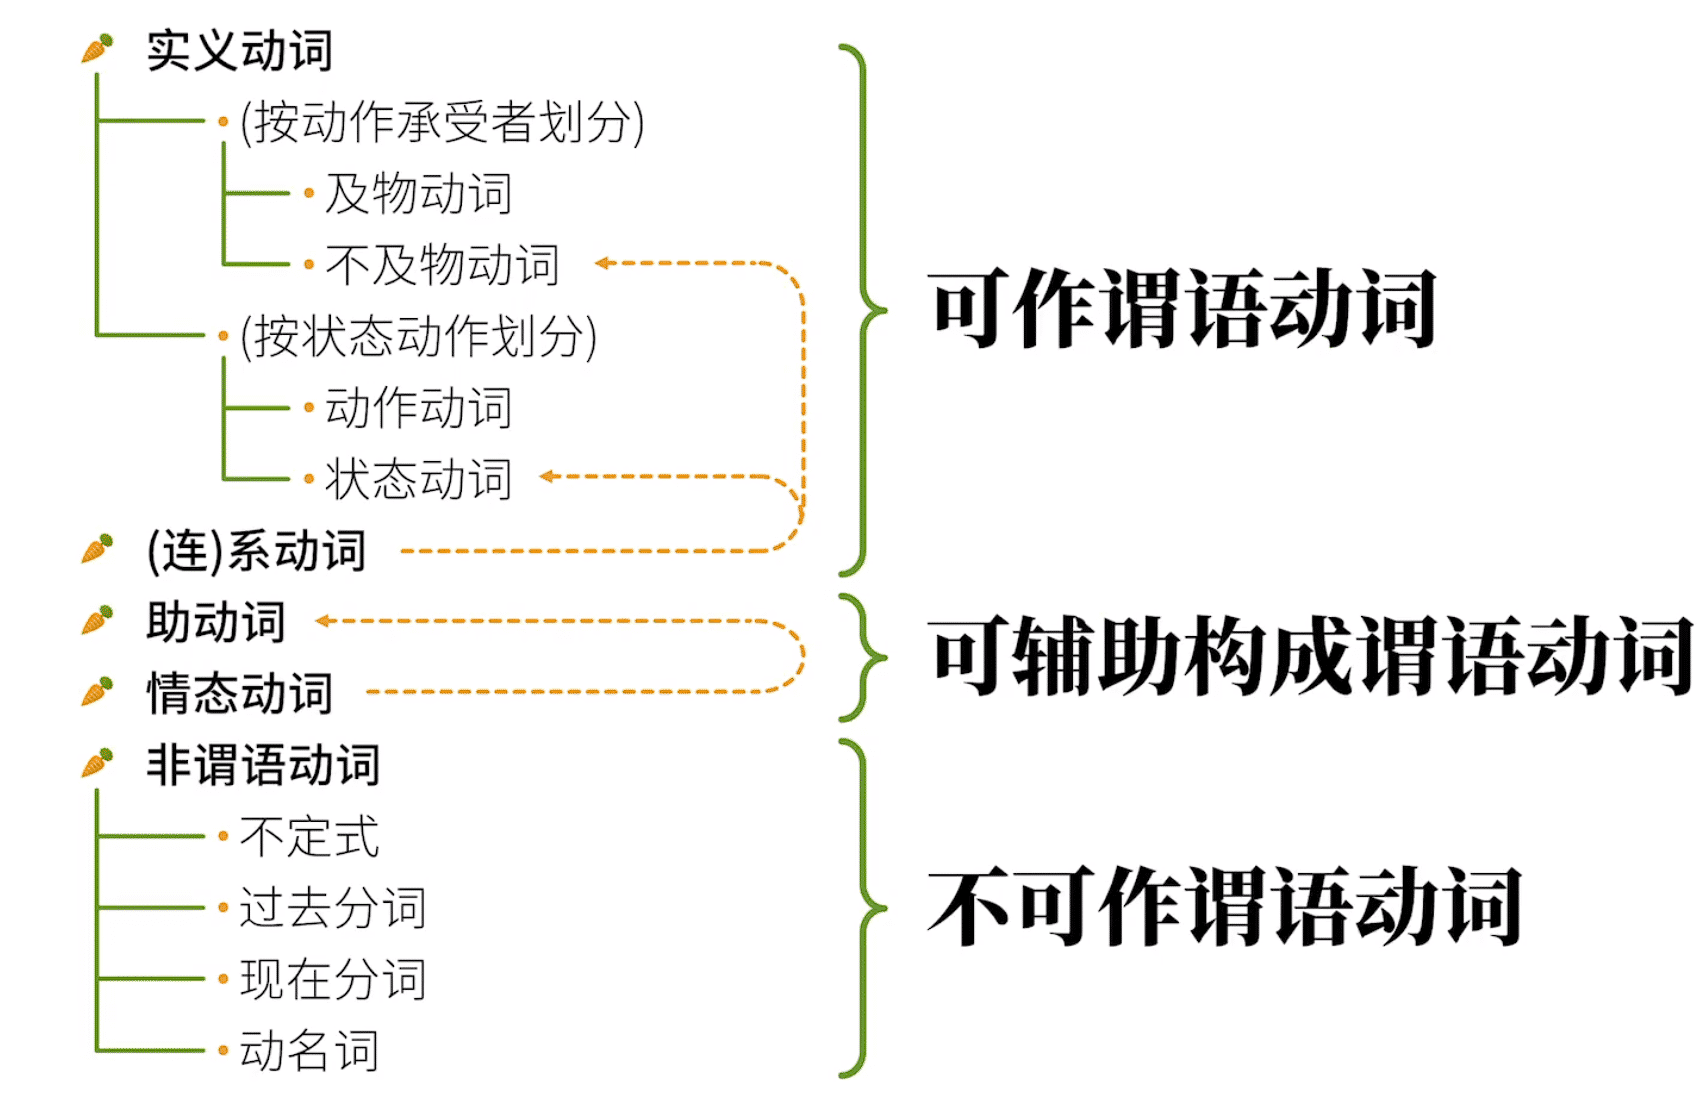 实义动词
(按动作承受者划分)
及物动词
不及物动词
(按状态动作划分)
动作动词
状态动词
(连)系动词
可作谓语动词
助动词
情态动词
可辅助构成谓语动词
非谓语动词
不定式
过去分词
现在分词
动名词
不可作谓语动词